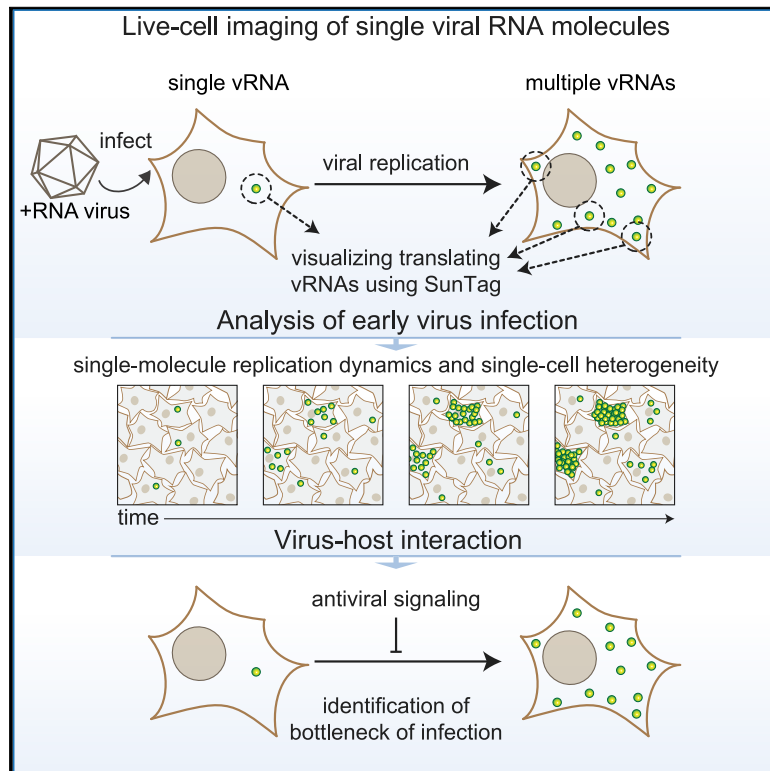 Live-cell imaging of single viral RNA molecules
single vRNA
multiple vRNAs
infect
viral replication
+RNA virus
visualizing translating
vRNAs using SunTag
Analysis of early virus infection
single-molecule replication dynamics and single-cell heterogeneity
time
Virus-host interaction
antiviral signaling
identification of
bottleneck of infection